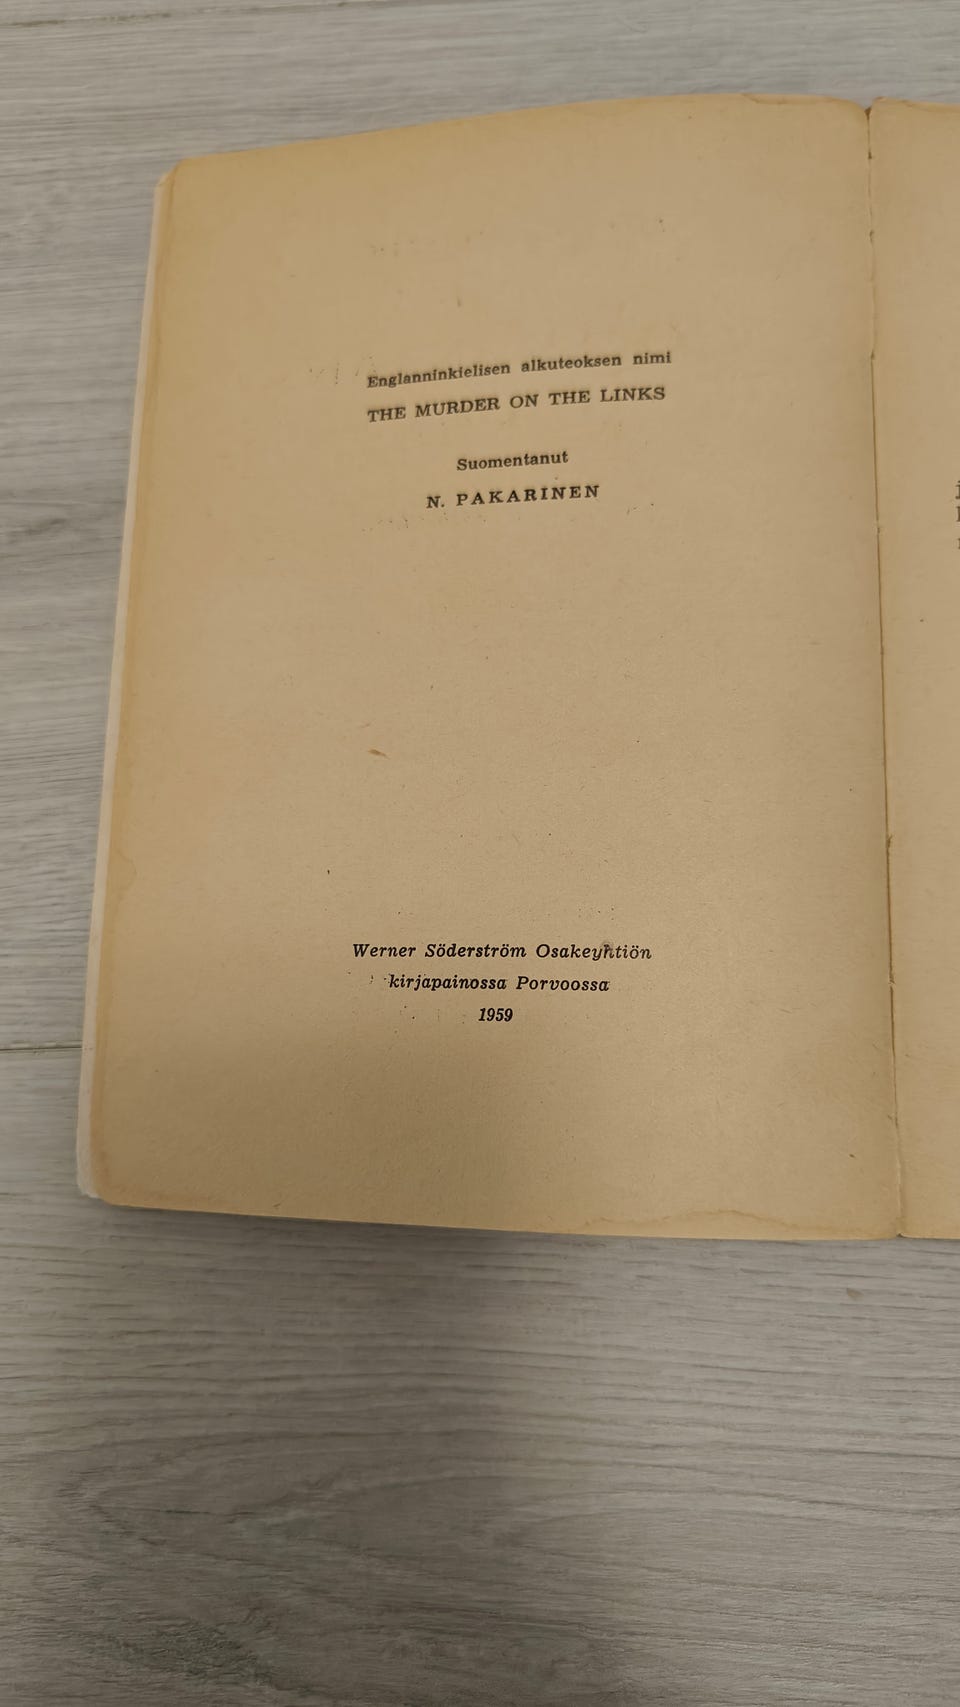 Englanninkielisen alkuteoksen nimi
THE MURDER ON THE LINKS
Suomentanut
N. PAKARINEN
Werner Söderström Osakeyhtiön
kirjapainossa Porvoossa
1959